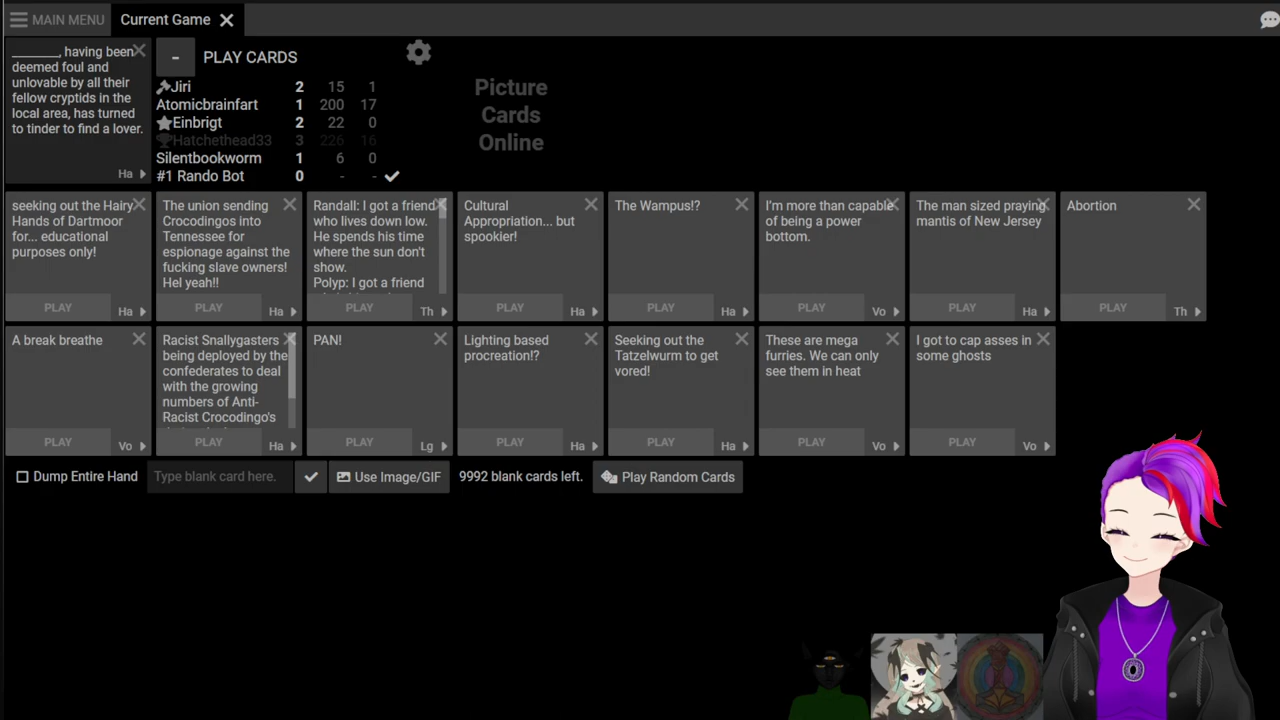 MAIN MENU
Current Game
_______, having been
deemed foul and
unlovable by all their
fellow cryptids in the
local area, has turned
to tinder to find a lover.
Ha
-
PLAY CARDS
Jiri 2 15 1
Atomicbrainfart 1 200 17
Einbrigt 2 22 0
Hatchethead33 3 226 16
Silentbookworm 1 6 0
#1 Rando Bot 0 - -
Picture
Cards
Online
seeking out the Hairy
Hands of Dartmoor
for... educational
purposes only!
PLAY
Ha
The union sending
Crocodingos into
Tennessee for
espionage against the
fucking slave owners!
Hel yeah!!
PLAY
Ha
Randall: I got a friend
who lives down low.
He spends his time
where the sun don't
show.
Polyp: I got a friend
PLAY
Th
Cultural
Appropriation... but
spookier!
PLAY
Ha
The Wampus!?
PLAY
Ha
I'm more than capable
of being a power
bottom.
PLAY
Vo
The man sized praying
mantis of New Jersey
PLAY
Ha
Abortion
PLAY
Th
A break breathe
PLAY
Vo
Racist Snallygasters
being deployed by the
confederates to deal
with the growing
numbers of Anti-
Racist Crocodingo's
PLAY
Ha
PAN!
PLAY
Lg
Lighting based
procreation!?
PLAY
Ha
Seeking out the
Tatzelwurm to get
vored!
PLAY
Ha
These are mega
furries. We can only
see them in heat
PLAY
Vo
I got to cap asses in
some ghosts
PLAY
Vo
Dump Entire Hand
Type blank card here.
Use Image/GIF
9992 blank cards left.
Play Random Cards